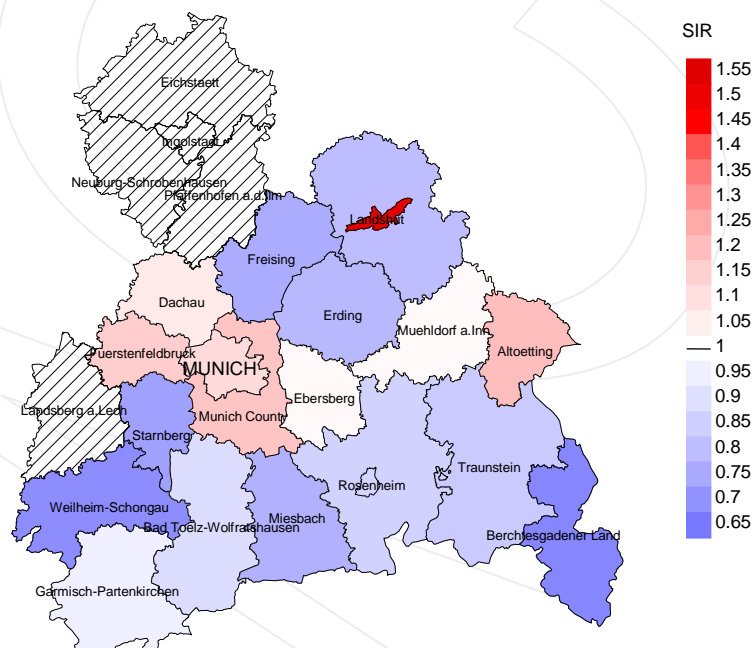 SIR
1.55
1.5
1.45
1.4
1.35
1.3
1.25
1.2
1.15
1.1
1.05
1
0.95
0.9
0.85
0.8
0.75
0.7
0.65
Eichstaett
Ingolstadt
Neuburg-Schrobenhausen
Pfaffenhofen a.d.Ilm
Landshut
Freising
Dachau
Erding
Muehldorf a.Inn
Altoetting
Fuerstenfeldbruck
MUNICH
Ebersberg
Landsberg a.Lech
Munich County
Starnberg
Traunstein
Rosenheim
Weilheim-Schongau
Miesbach
Bad Toelz-Wolfratshausen
Berchtesgadener Land
Garmisch-Partenkirchen